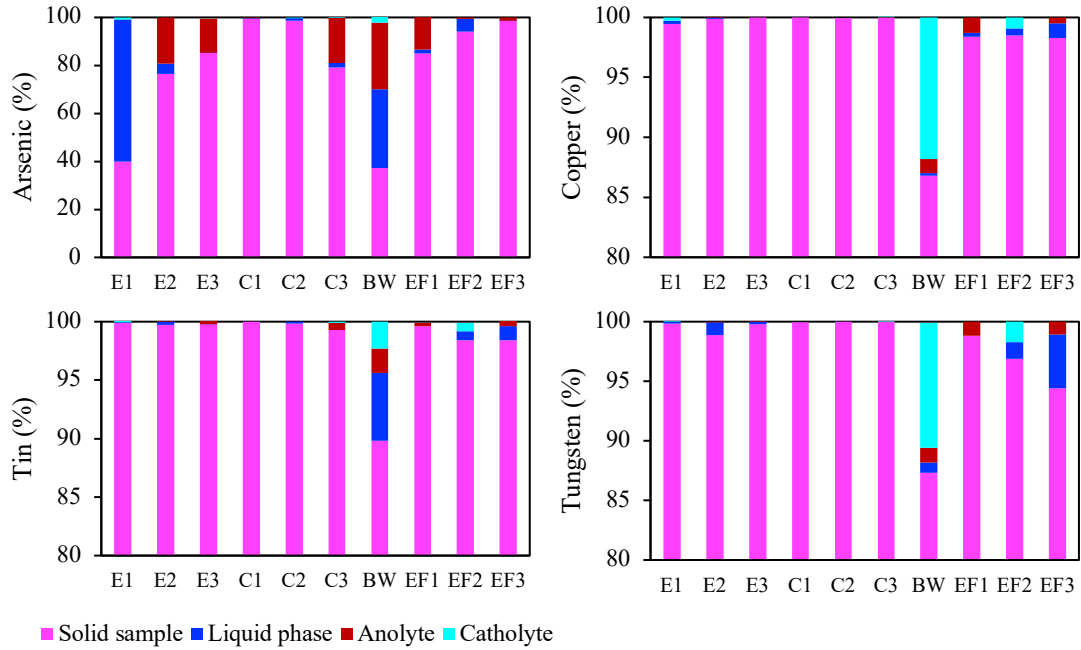 Arsenic (%)
100
80
60
40
20
0
E1 E2 E3 C1 C2 C3 BW EF1 EF2 EF3
Copper (%)
100
95
90
85
80
E1 E2 E3 C1 C2 C3 BW EF1 EF2 EF3
Tin (%)
100
95
90
85
80
E1 E2 E3 C1 C2 C3 BW EF1 EF2 EF3
Tungsten (%)
100
95
90
85
80
E1 E2 E3 C1 C2 C3 BW EF1 EF2 EF3
Solid sample Liquid phase Anolyte Catholyte